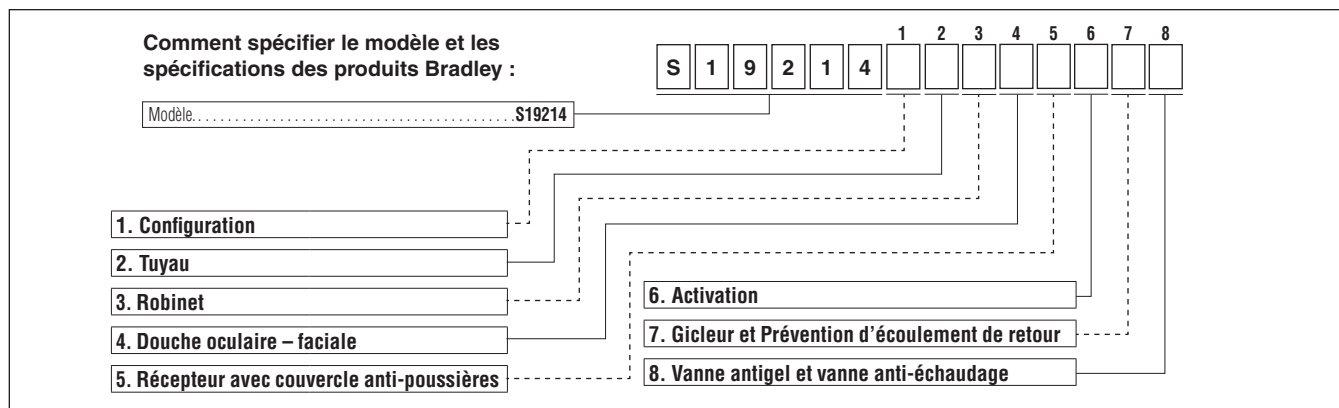 Comment spécifier le modèle et les
spécifications des produits Bradley :
1 2 3 4 5 6 7 8
S 1 9 2 1 4
Modèle. . . . . . . . . . . . . . . . . . . . . . . . . . . . . . . . . . . . . . . . . . . . . S19214
1. Configuration
2. Tuyau
3. Robinet
4. Douche oculaire – faciale
5. Récepteur avec couvercle anti-poussières
6. Activation
7. Gicleur et Prévention d’écoulement de retour
8. Vanne antigel et vanne anti-échaudage